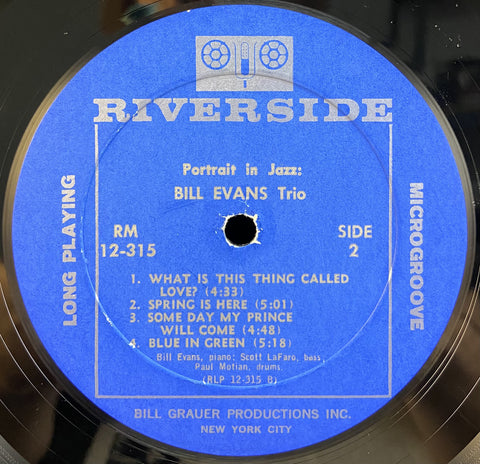 RIVERSIDE
Portrait in Jazz:
BILL EVANS Trio
LONG PLAYING
MICROGROOVE
RM
12-315
SIDE
2
1. WHAT IS THIS THING CALLED
LOVE? (4:33)
2. SPRING IS HERE (5:01)
3. SOME DAY MY PRINCE
WILL COME (4:48)
4. BLUE IN GREEN (5:18)
Bill Evans, piano; Scott LaFaro, bass;
Paul Motian, drums.
(RLP 12-315 B)
BILL GRAUER PRODUCTIONS INC.
NEW YORK CITY